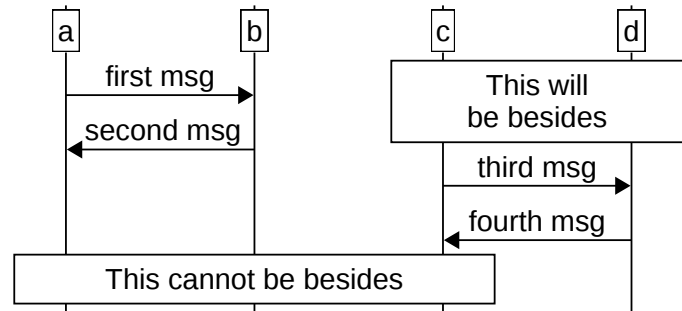 a b c d
first msg
This will
be besides
second msg
third msg
fourth msg
This cannot be besides